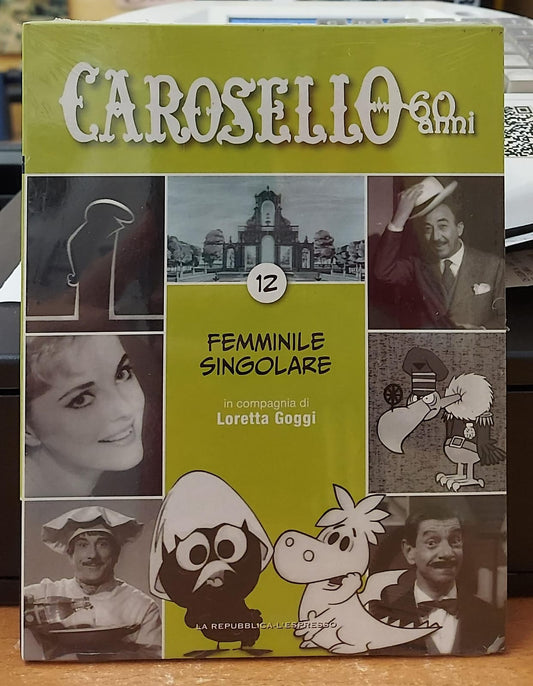 CAROSELLO 60
anni
12
FEMMINILE
SINGOLARE
in compagnia di
Loretta Goggi
LA REPUBBLICA-L'ESPRESSO